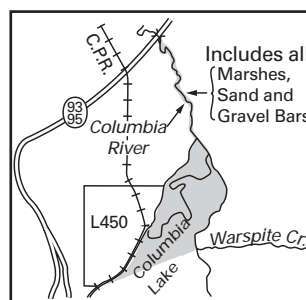 C.P.R.
Includes al
Marshes,
Sand and
Gravel Bars
93
95
Columbia
River
L450
Warspite Cr.
Columbia
Lake